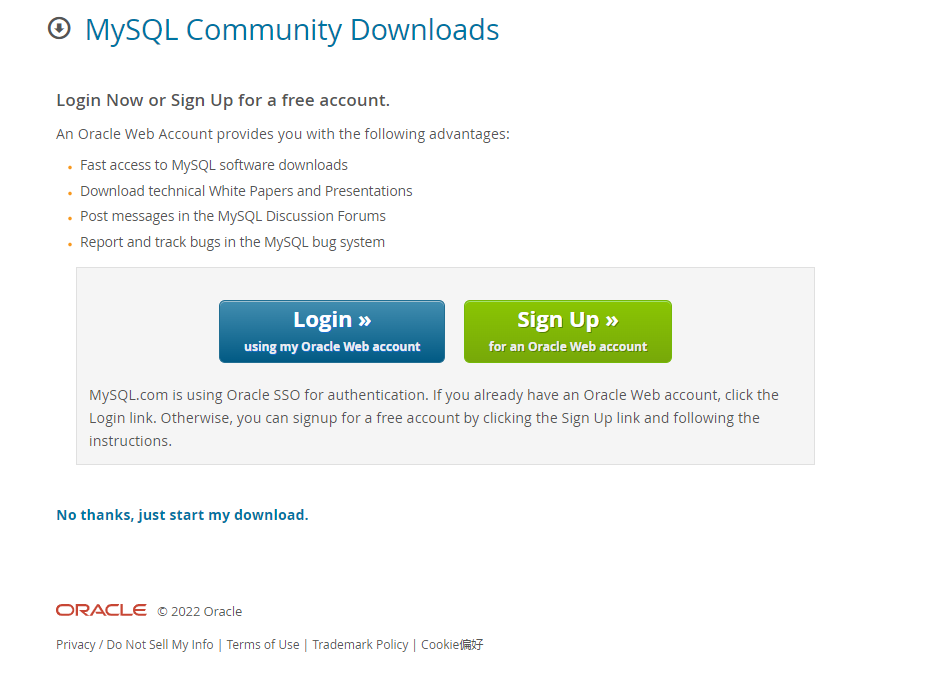 MySQL Community Downloads
Login Now or Sign Up for a free account.
An Oracle Web Account provides you with the following advantages:
Fast access to MySQL software downloads
Download technical White Papers and Presentations
Post messages in the MySQL Discussion Forums
Report and track bugs in the MySQL bug system
Login »
using my Oracle Web account
Sign Up »
for an Oracle Web account
MySQL.com is using Oracle SSO for authentication. If you already have an Oracle Web account, click the
Login link. Otherwise, you can signup for a free account by clicking the Sign Up link and following the
instructions.
No thanks, just start my download.
ORACLE © 2022 Oracle
Privacy / Do Not Sell My Info | Terms of Use | Trademark Policy | Cookie偏好